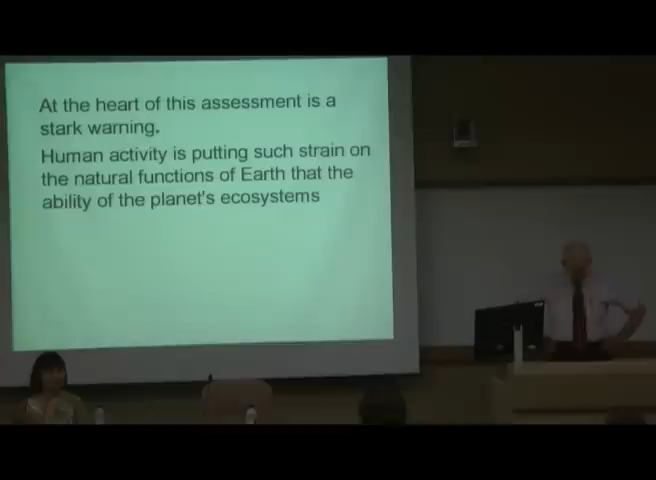 At the heart of this assessment is a
stark warning.
Human activity is putting such strain on
the natural functions of Earth that the
ability of the planet's ecosystems